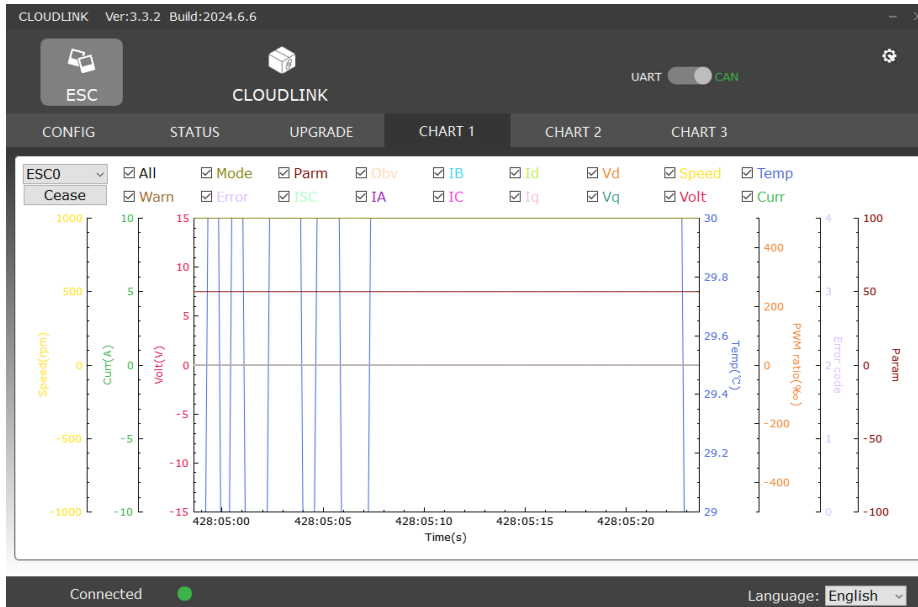 CLOUDLINK Ver:3.3.2 Build:2024.6.6
ESC
CLOUDLINK
UART CAN
CONFIG STATUS UPGRADE CHART 1 CHART 2 CHART 3
ESC0 All Mode Parm Obv IB Id Vd Speed Temp
Cease Warn Error ISC IA IC Iq Vq Volt Curr
1000 10 15 30 4 100
400
10 29.8
500 5 3 50
5 200
29.6
Speed(rpm) 0 Curr(A) 0 Volt(V) 0 Temp(℃) 0 PWM ratio(‰) 2 Error code 0 Param
29.4
-5 -200
-500 -5 29.2 1 -50
-10
-400
-1000 -10 -15 29 0 -100
428:05:00 428:05:05 428:05:10 428:05:15 428:05:20
Time(s)
Connected Language: English